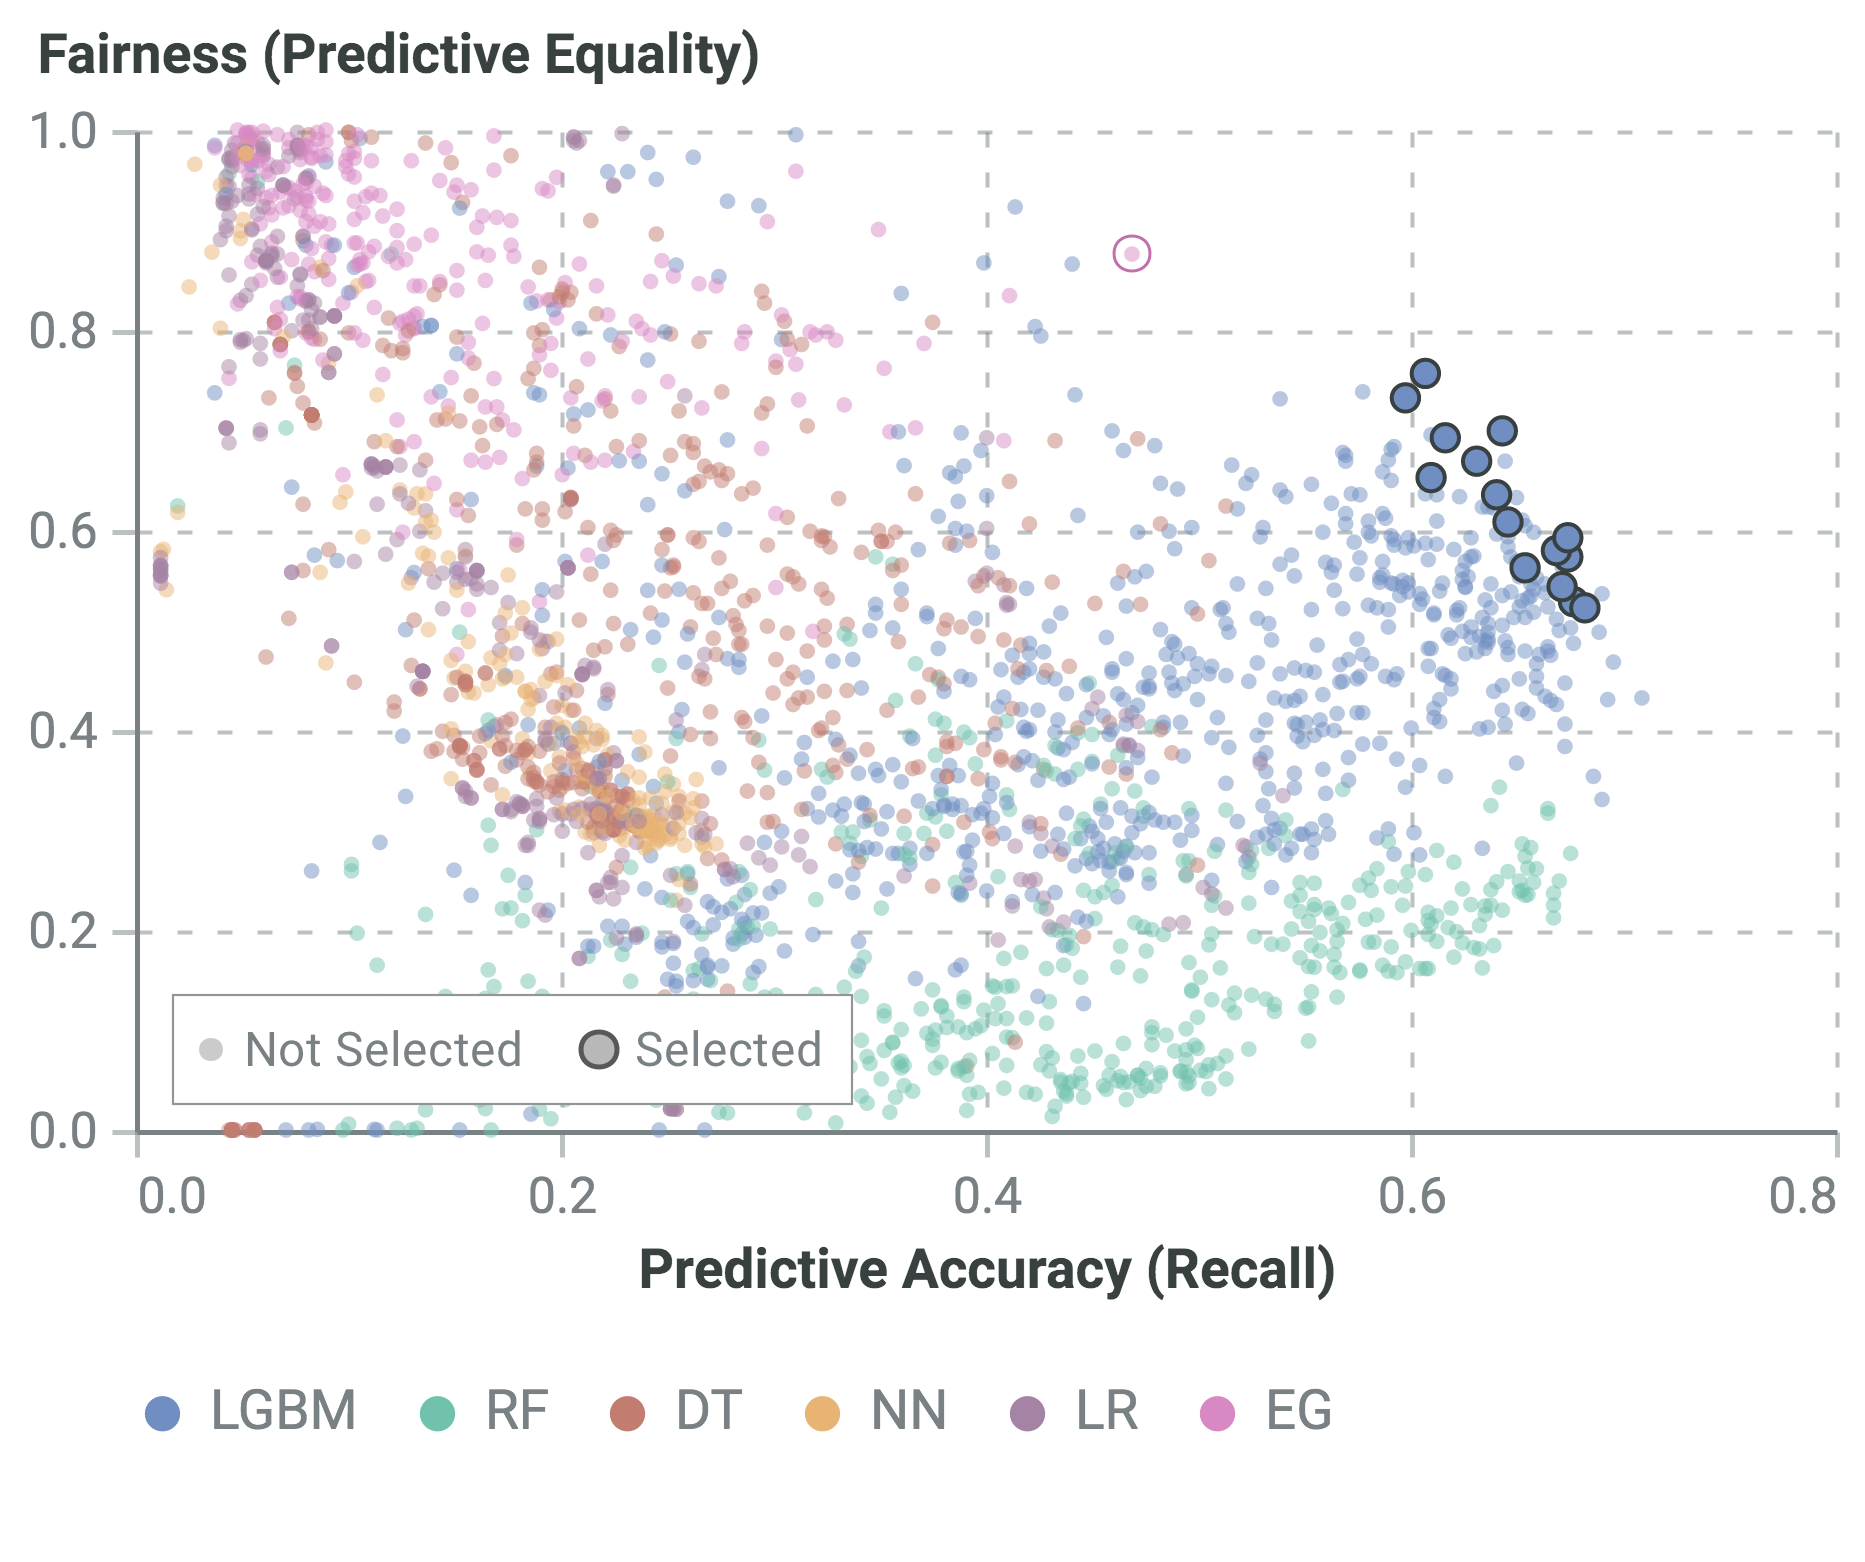 Fairness (Predictive Equality)
1.0
0.8
0.6
0.4
0.2
0.0
Not Selected Selected
0.0 0.2 0.4 0.6 0.8
Predictive Accuracy (Recall)
LGBM RF DT NN LR EG